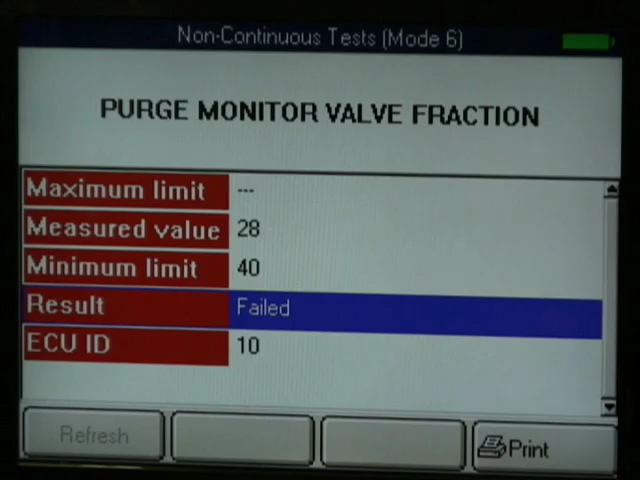 Non-Continuous Tests (Mode 6)
PURGE MONITOR VALVE FRACTION
Maximum limit ---
Measured value 28
Minimum limit 40
Result Failed
ECU ID 10
Refresh
Print